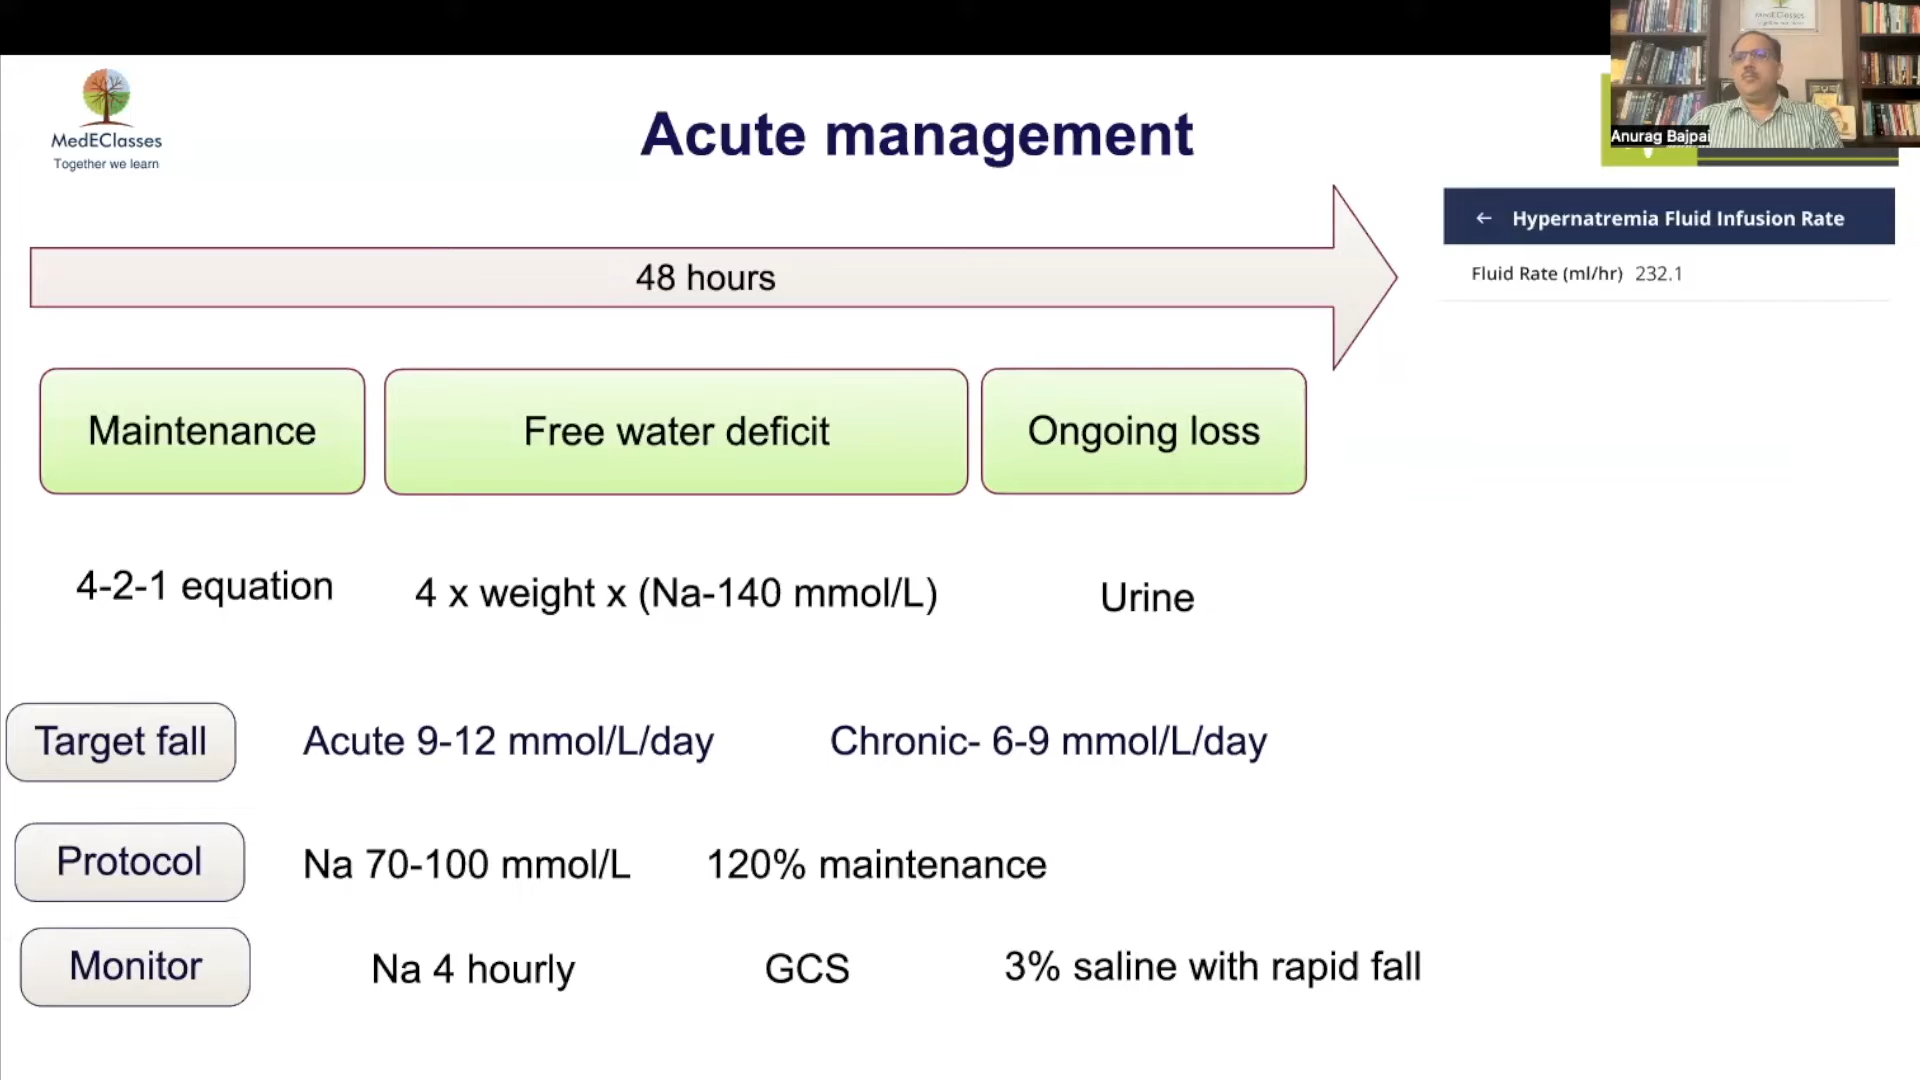 MedEClasses
Together we learn
Acute management
Anurag Bajpai
← Hypernatremia Fluid Infusion Rate
Fluid Rate (ml/hr) 232.1
48 hours
Maintenance
Free water deficit
Ongoing loss
4-2-1 equation
4 x weight x (Na-140 mmol/L)
Urine
Target fall
Acute 9-12 mmol/L/day
Chronic- 6-9 mmol/L/day
Protocol
Na 70-100 mmol/L
120% maintenance
Monitor
Na 4 hourly
GCS
3% saline with rapid fall